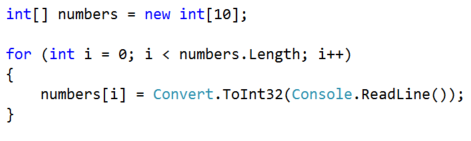 int[] numbers = new int[10];
for (int i = 0; i < numbers.Length; i++)
{
    numbers[i] = Convert.ToInt32(Console.ReadLine());
}